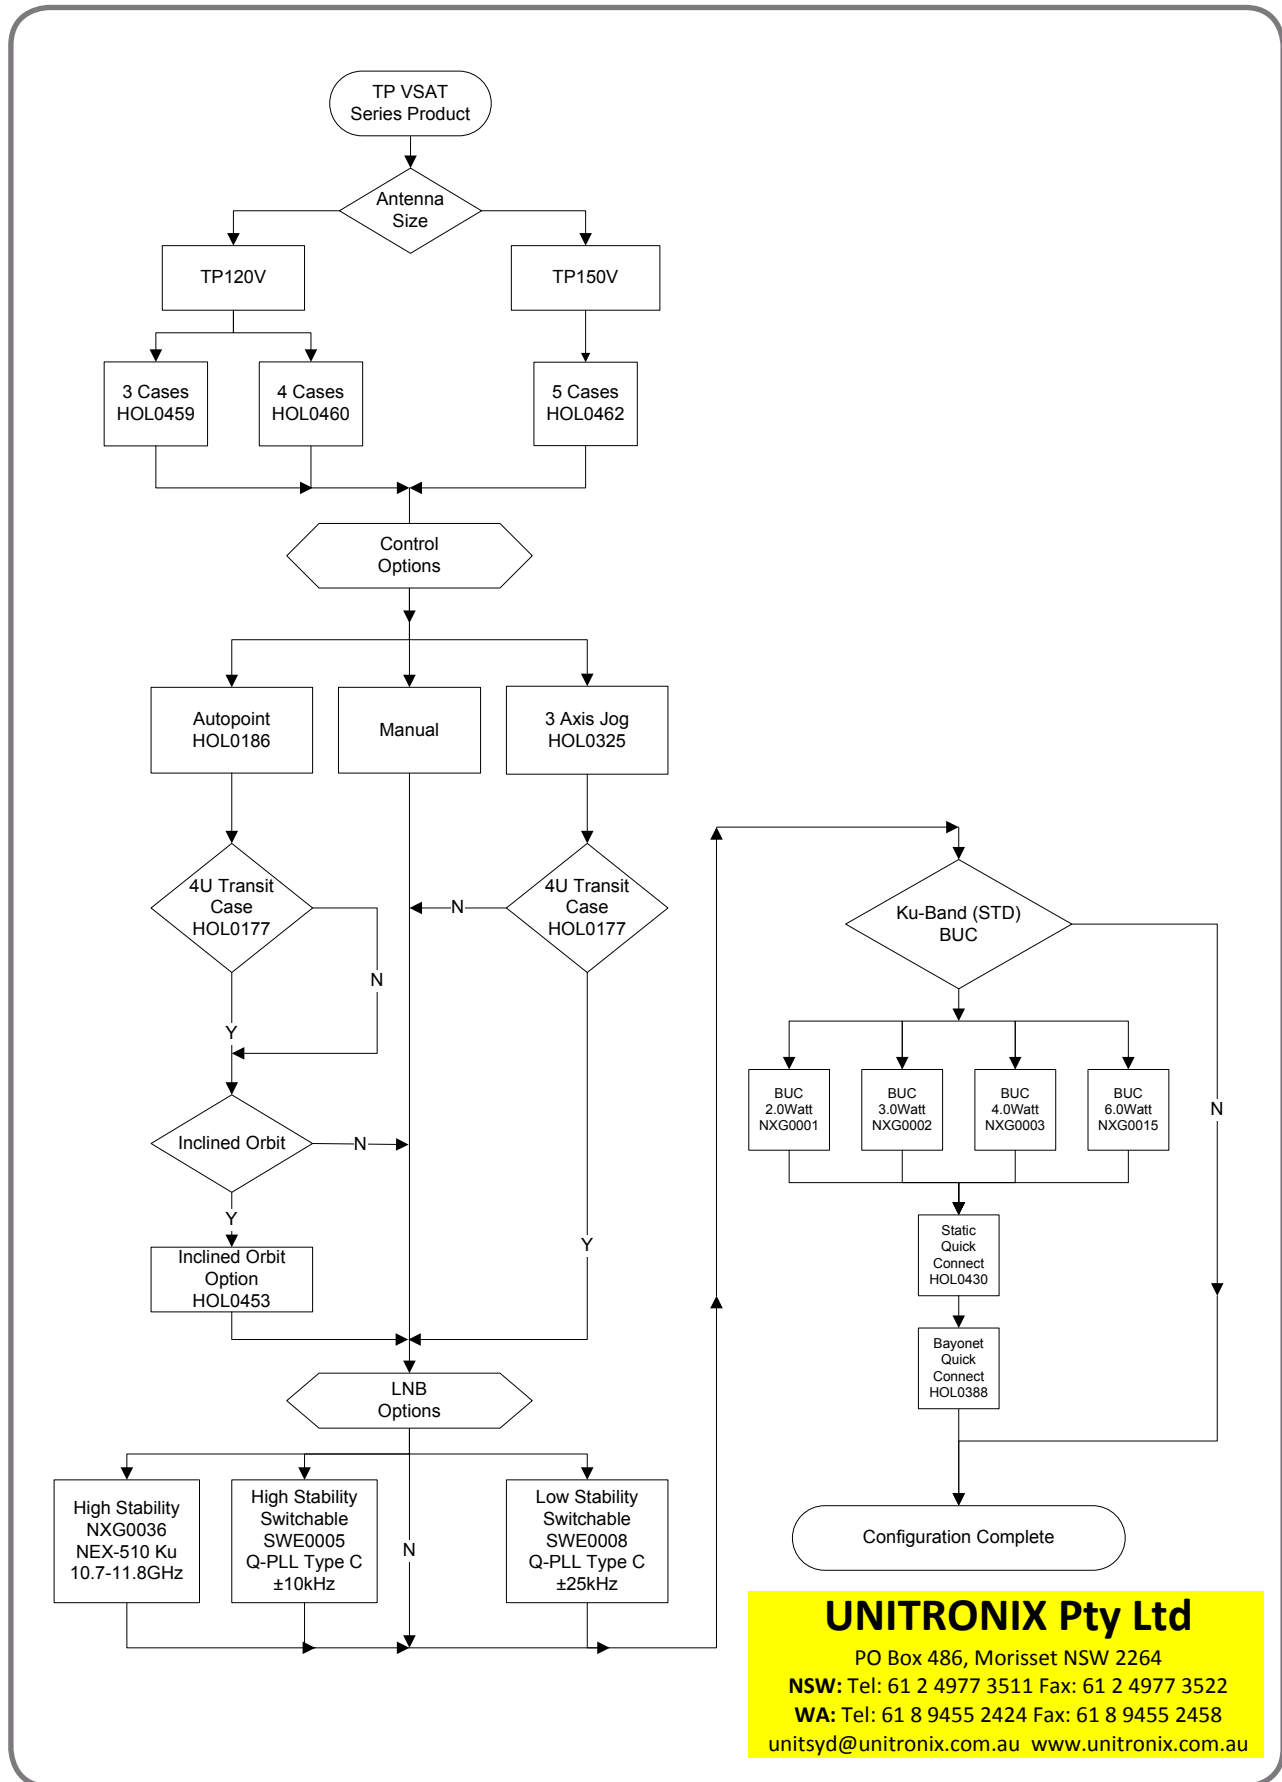 TP VSAT
Series Product
Antenna
Size
TP120V
TP150V
3 Cases
HOL0459
4 Cases
HOL0460
5 Cases
HOL0462
Control
Options
Autopoint
HOL0186
Manual
3 Axis Jog
HOL0325
4U Transit
Case
HOL0177
N
4U Transit
Case
HOL0177
N
Y
Inclined Orbit
N
Y
Y
Inclined Orbit
Option
HOL0453
LNB
Options
High Stability
NXG0036
NEX-510 Ku
10.7-11.8GHz
High Stability
Switchable
SWE0005
Q-PLL Type C
±10kHz
N
Low Stability
Switchable
SWE0008
Q-PLL Type C
±25kHz
Ku-Band (STD)
BUC
BUC
2.0Watt
NXG0001
BUC
3.0Watt
NXG0002
BUC
4.0Watt
NXG0003
BUC
6.0Watt
NXG0015
N
Static
Quick
Connect
HOL0430
Bayonet
Quick
Connect
HOL0388
Configuration Complete
UNITRONIX Pty Ltd
PO Box 486, Morisset NSW 2264
NSW: Tel: 61 2 4977 3511 Fax: 61 2 4977 3522
WA: Tel: 61 8 9455 2424 Fax: 61 8 9455 2458
unitsyd@unitronix.com.au www.unitronix.com.au